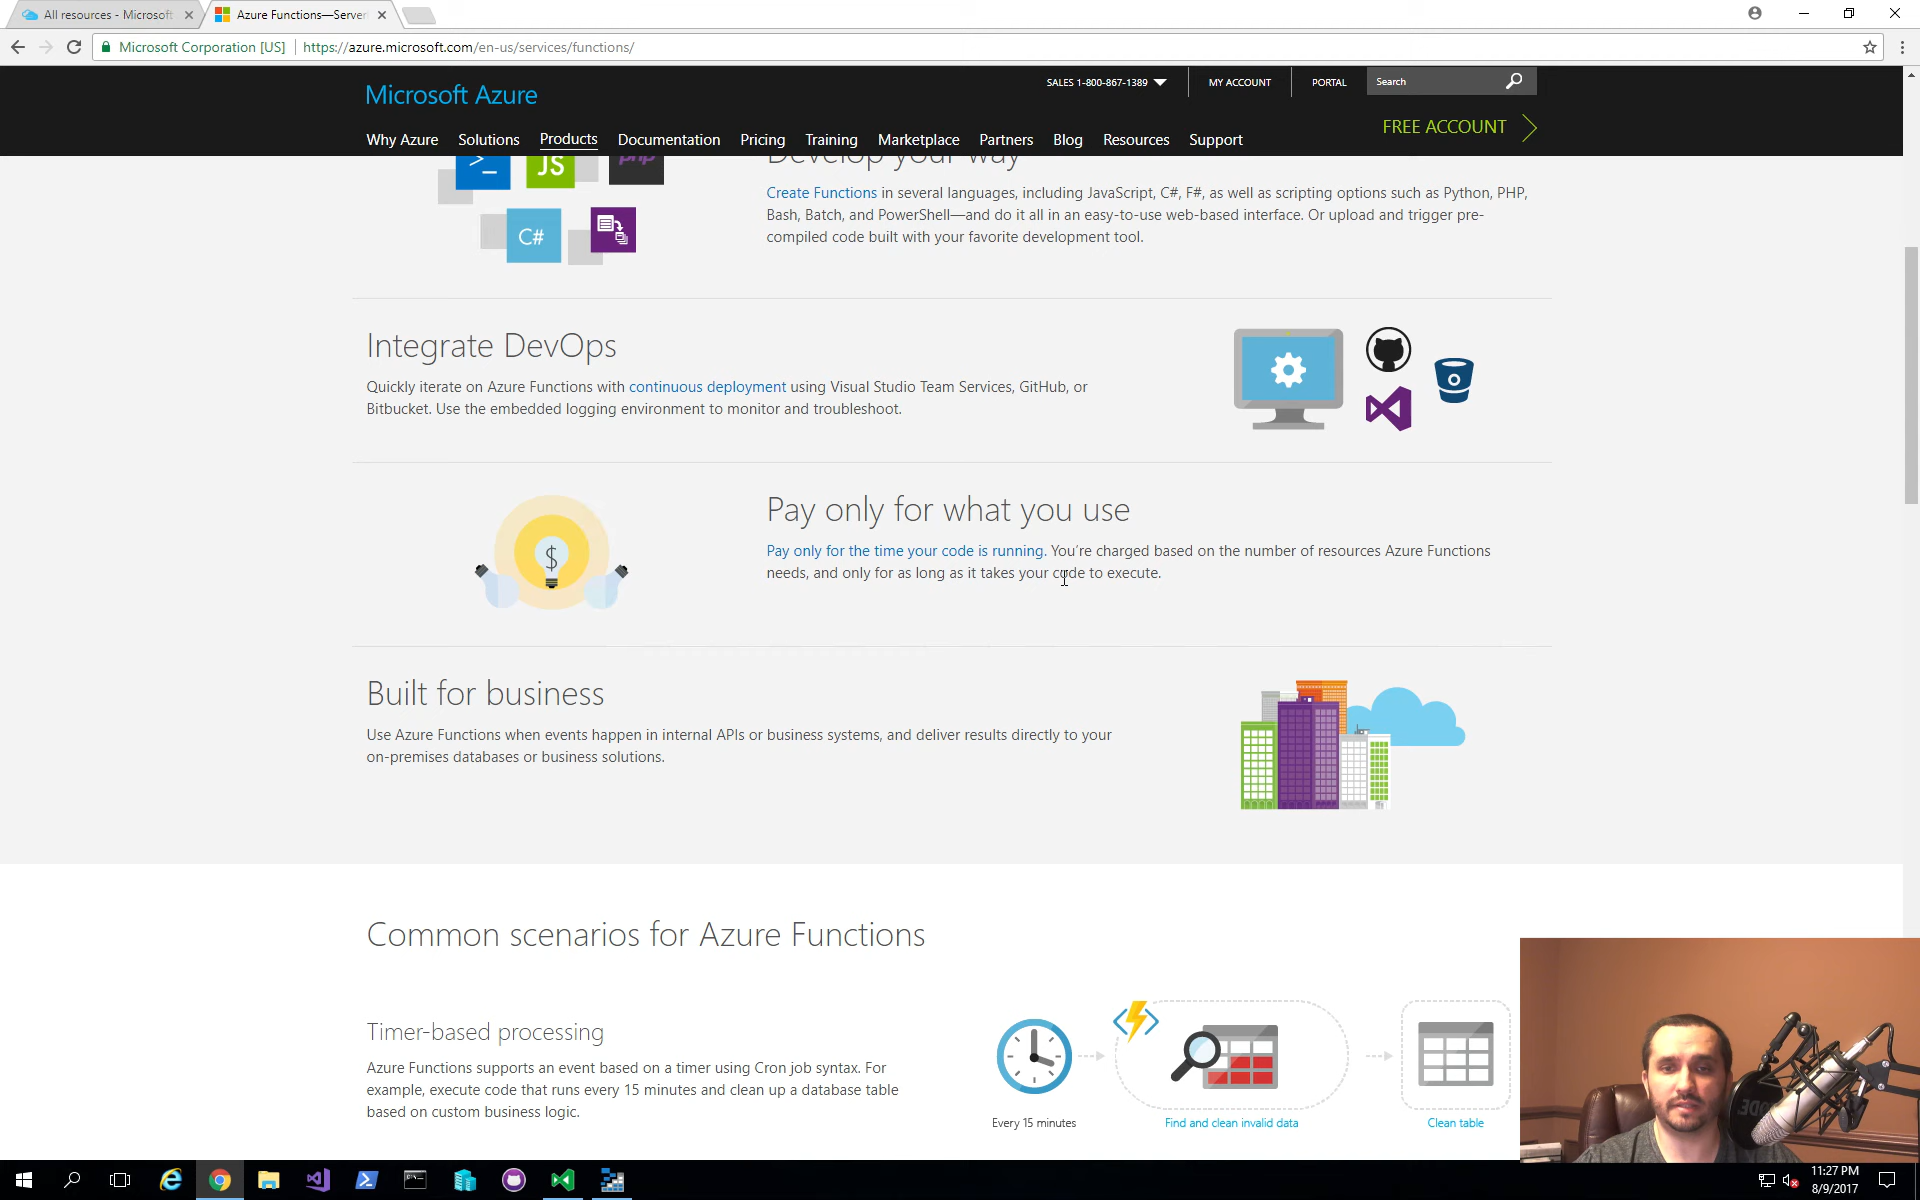 All resources - Microsoft
Azure Functions—Server
Microsoft Corporation [US]
https://azure.microsoft.com/en-us/services/functions/
SALES 1-800-867-1389
MY ACCOUNT
PORTAL
Search
Microsoft Azure
FREE ACCOUNT
Why Azure
Solutions
Products
Documentation
Pricing
Training
Marketplace
Partners
Blog
Resources
Support
>_
JS
php
C#
Develop your way
Create Functions in several languages, including JavaScript, C#, F#, as well as scripting options such as Python, PHP,
Bash, Batch, and PowerShell—and do it all in an easy-to-use web-based interface. Or upload and trigger pre-
compiled code built with your favorite development tool.
Integrate DevOps
Quickly iterate on Azure Functions with continuous deployment using Visual Studio Team Services, GitHub, or
Bitbucket. Use the embedded logging environment to monitor and troubleshoot.
$
Pay only for what you use
Pay only for the time your code is running. You're charged based on the number of resources Azure Functions
needs, and only for as long as it takes your code to execute.
Built for business
Use Azure Functions when events happen in internal APIs or business systems, and deliver results directly to your
on-premises databases or business solutions.
Common scenarios for Azure Functions
Timer-based processing
Azure Functions supports an event based on a timer using Cron job syntax. For
example, execute code that runs every 15 minutes and clean up a database table
based on custom business logic.
Every 15 minutes
Find and clean invalid data
Clean table
11:27 PM
8/9/2017